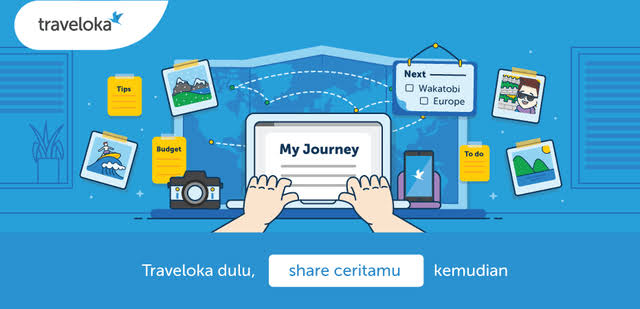 traveloka
Tips
Budget
My Journey
Next
Wakatobi
Europe
To do
Traveloka dulu, share ceritamu kemudian